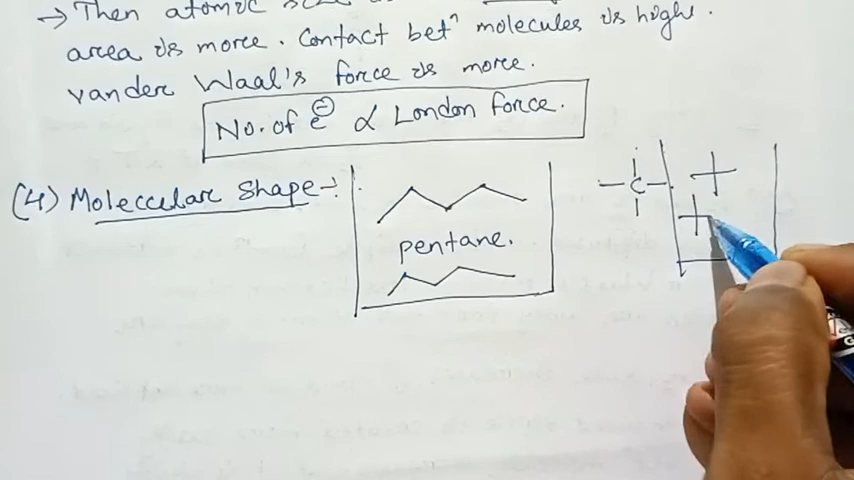 → Then atomic
area is more. Contact betⁿ molecules is high.
vander Waal's force is more.
No. of e⊖ ∝ London force.
(4) Moleccular shape-:
pentane.
C